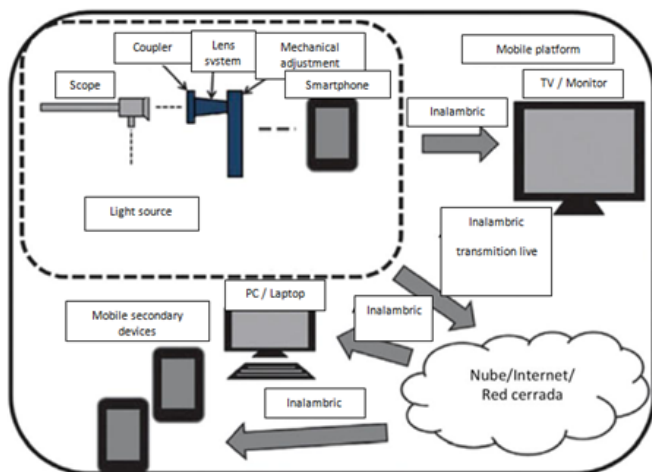 Coupler
Lens
svstem
Mechanical
adjustment
Mobile platform
Scope
Smartphone
TV / Monitor
Inalambric
Light source
Inalambric
transmition live
PC / Laptop
Mobile secondary
devices
Inalambric
Nube/Internet/
Red cerrada
Inalambric